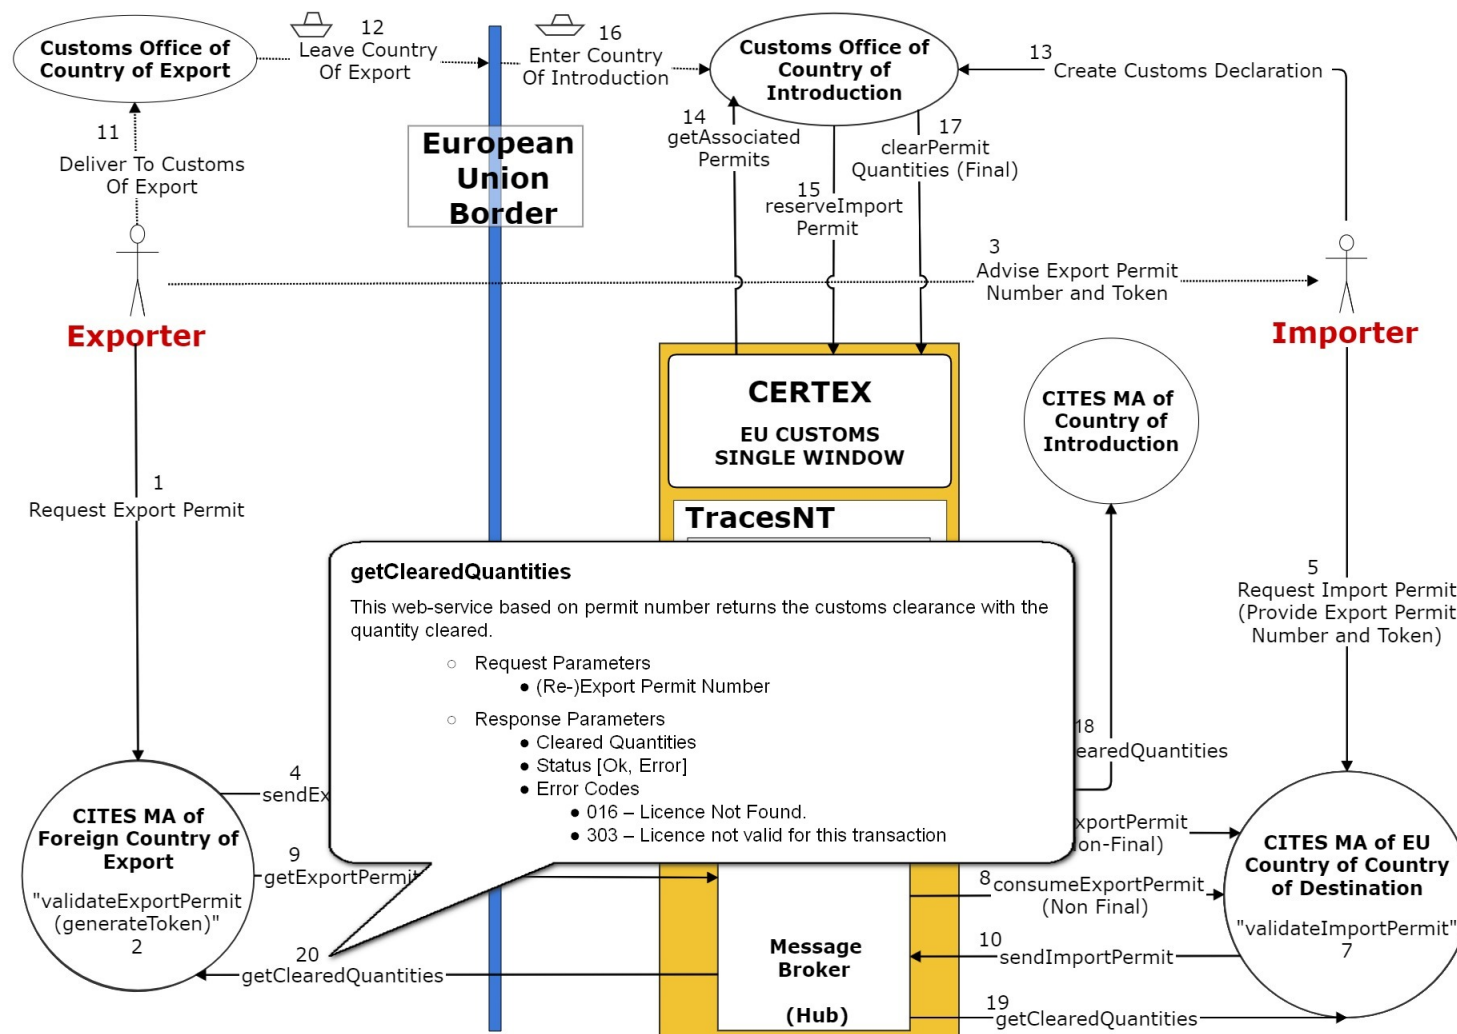 Customs Office of
Country of Export
12
Leave Country
Of Export
16
Enter Country
Of Introduction
Customs Office of
Country of
Introduction
13
Create Customs Declaration
11
Deliver To Customs
Of Export
European
Union
Border
14
getAssociated
Permits
17
clearPermit
Quantities (Final)
15
reserveImport
Permit
3
Advise Export Permit
Number and Token
Exporter
Importer
CERTEX
EU CUSTOMS
SINGLE WINDOW
CITES MA of
Country of
Introduction
1
Request Export Permit
TracesNT
5
Request Import Permit
(Provide Export Permit
Number and Token)
getClearedQuantities
This web-service based on permit number returns the customs clearance with the
quantity cleared.
○ Request Parameters
● (Re-)Export Permit Number
○ Response Parameters
● Cleared Quantities
● Status [Ok, Error]
● Error Codes
● 016 – Licence Not Found.
● 303 – Licence not valid for this transaction
18
earedQuantities
4
sendEx
xportPermit
on-Final)
CITES MA of
Foreign Country of
Export
"validateExportPermit
(generateToken)"
2
9
getExportPermit
8 consumeExportPermit
(Non Final)
CITES MA of EU
Country of Country
of Destination
"validateImportPermit"
7
10
sendImportPermit
Message
Broker
(Hub)
20
getClearedQuantities
19
getClearedQuantities